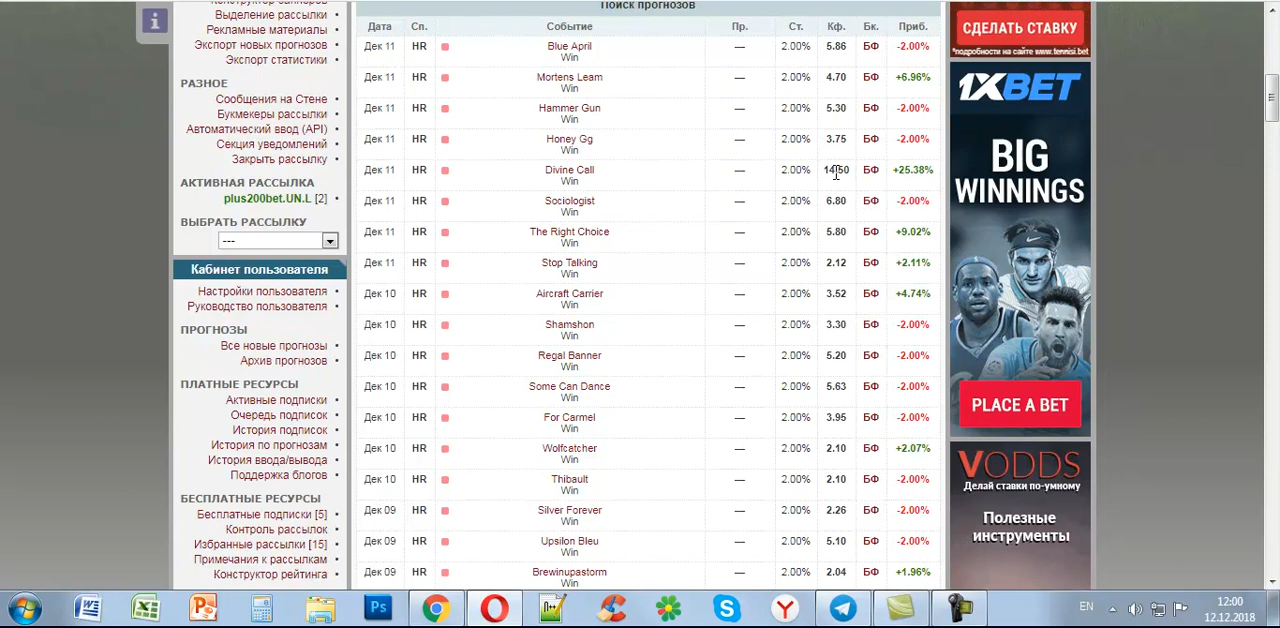 Конструктор баннеров
Выделение рассылки
Рекламные материалы
Экспорт новых прогнозов
Экспорт статистики
РАЗНОЕ
Сообщения на Стене
Букмекеры рассылки
Автоматический ввод (API)
Секция уведомлений
Закрыть рассылку
АКТИВНАЯ РАССЫЛКА
plus200bet.UN.L [2]
ВЫБРАТЬ РАССЫЛКУ
---
Кабинет пользователя
Настройки пользователя
Руководство пользователя
ПРОГНОЗЫ
Все новые прогнозы
Архив прогнозов
ПЛАТНЫЕ РЕСУРСЫ
Активные подписки
Очередь подписок
История подписок
История по прогнозам
История ввода/вывода
Поддержка блогов
БЕСПЛАТНЫЕ РЕСУРСЫ
Бесплатные подписки [5]
Контроль рассылок
Избранные рассылки [15]
Примечания к рассылкам
Конструктор рейтинга
Поиск прогнозов
Дата Сп. Событие Пр. Ст. Кф. Бк. Приб.
Дек 11 HR Blue April — 2.00% 5.86 БФ -2.00%
Win
Дек 11 HR Mortens Leam — 2.00% 4.70 БФ +6.96%
Win
Дек 11 HR Hammer Gun — 2.00% 5.30 БФ -2.00%
Win
Дек 11 HR Honey Gg — 2.00% 3.75 БФ -2.00%
Win
Дек 11 HR Divine Call — 2.00% 14.50 БФ +25.38%
Win
Дек 11 HR Sociologist — 2.00% 6.80 БФ -2.00%
Win
Дек 11 HR The Right Choice — 2.00% 5.80 БФ +9.02%
Win
Дек 11 HR Stop Talking — 2.00% 2.12 БФ +2.11%
Win
Дек 10 HR Aircraft Carrier — 2.00% 3.52 БФ +4.74%
Win
Дек 10 HR Shamshon — 2.00% 3.30 БФ -2.00%
Win
Дек 10 HR Regal Banner — 2.00% 5.20 БФ -2.00%
Win
Дек 10 HR Some Can Dance — 2.00% 5.63 БФ -2.00%
Win
Дек 10 HR For Carmel — 2.00% 3.95 БФ -2.00%
Win
Дек 10 HR Wolfcatcher — 2.00% 2.10 БФ +2.07%
Win
Дек 10 HR Thibault — 2.00% 2.10 БФ -2.00%
Win
Дек 09 HR Silver Forever — 2.00% 2.26 БФ -2.00%
Win
Дек 09 HR Upsilon Bleu — 2.00% 5.10 БФ -2.00%
Win
Дек 09 HR Brewinupastorm — 2.00% 2.04 БФ +1.96%
Win
СДЕЛАТЬ СТАВКУ
*подробности на сайте www.tennisi.bet
1XBET
BIG
WINNINGS
PLACE A BET
VODDS
Делай ставки по-умному
Полезные
инструменты
EN
12:00
12.12.2018